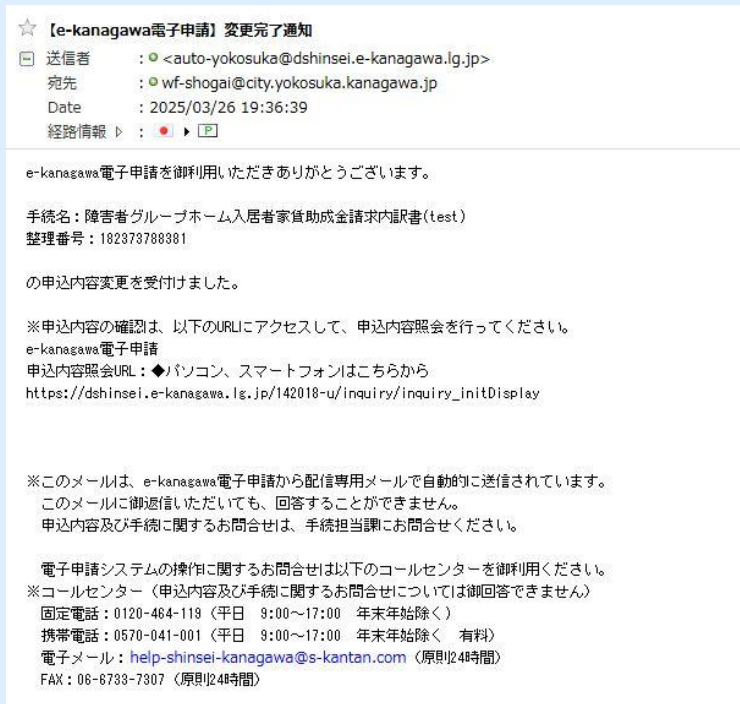 【e-kanagawa電子申請】変更完了通知
送信者 : <auto-yokosuka@dshinsei.e-kanagawa.lg.jp>
宛先 : wf-shogai@city.yokosuka.kanagawa.jp
Date : 2025/03/26 19:36:39
経路情報 : P
e-kanagawa電子申請を御利用いただきありがとうございます。
手続名：障害者グループホーム入居者家賃助成金請求内訳書(test)
整理番号：182373788381
の申込内容変更を受付けました。
※申込内容の確認は、以下のURLにアクセスして、申込内容照会を行ってください。
e-kanagawa電子申請
申込内容照会URL：◆パソコン、スマートフォンはこちらから
https://dshinsei.e-kanagawa.lg.jp/142018-u/inquiry/inquiry_initDisplay
※このメールは、e-kanagawa電子申請から配信専用メールで自動的に送信されています。
このメールに御返信いただいても、回答することができません。
申込内容及び手続に関するお問合せは、手続担当課にお問合せください。
電子申請システムの操作に関するお問合せは以下のコールセンターを御利用ください。
※コールセンター（申込内容及び手続に関するお問合せについては御回答できません）
固定電話：0120-464-119（平日 9:00～17:00 年末年始除く）
携帯電話：0570-041-001（平日 9:00～17:00 年末年始除く 有料）
電子メール：help-shinsei-kanagawa@s-kantan.com（原則24時間）
FAX：06-6733-7307（原則24時間）